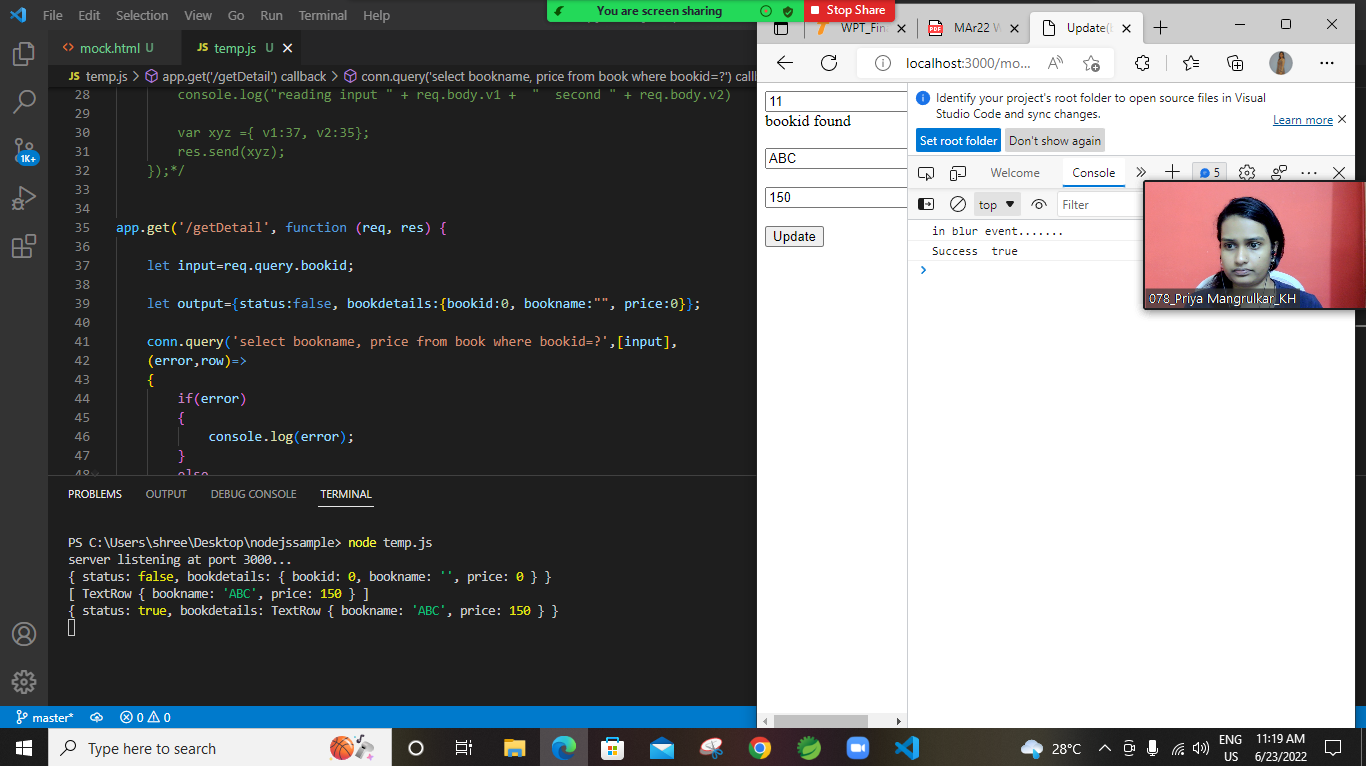 File Edit Selection View Go Run Terminal Help
You are screen sharing
Stop Share
mock.html U
JS temp.js U
JS temp.js > app.get('/getDetail') callback > conn.query('select bookname, price from book where bookid=?') call
28 console.log("reading input " + req.body.v1 + " second " + req.body.v2)
29
30 var xyz ={ v1:37, v2:35};
31 res.send(xyz);
32 });*/
33
34
35 app.get('/getDetail', function (req, res) {
36
37 let input=req.query.bookid;
38
39 let output={status:false, bookdetails:{bookid:0, bookname:"", price:0}};
40
41 conn.query('select bookname, price from book where bookid=?',[input],
42 (error,row)=>
43 {
44 if(error)
45 {
46 console.log(error);
47 }
48 else
PROBLEMS OUTPUT DEBUG CONSOLE TERMINAL
PS C:\Users\shree\Desktop\nodejssample> node temp.js
server listening at port 3000...
{ status: false, bookdetails: { bookid: 0, bookname: '', price: 0 } }
[ TextRow { bookname: 'ABC', price: 150 } ]
{ status: true, bookdetails: TextRow { bookname: 'ABC', price: 150 } }
1K+
master* 0 0
WPT_Fin
PDF MAr22 W
Update(
localhost:3000/mo...
11
bookid found
ABC
150
Update
Identify your project's root folder to open source files in Visual
Studio Code and sync changes.
Learn more
Set root folder Don't show again
Welcome Console 5
top Filter
in blur event.......
Success true
078_Priya Mangrulkar_KH
Type here to search
28°C
ENG
US
11:19 AM
6/23/2022